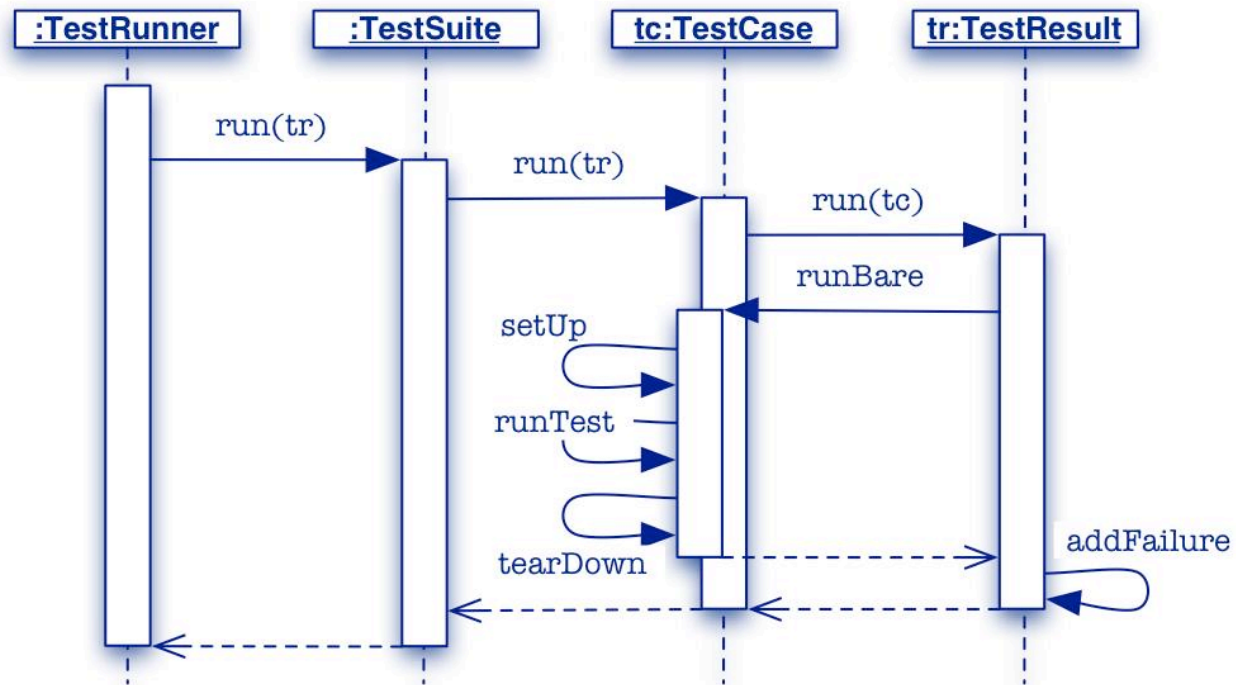 :TestRunner
:TestSuite
tc:TestCase
tr:TestResult
run(tr)
run(tr)
run(tc)
runBare
setUp
runTest
tearDown
addFailure